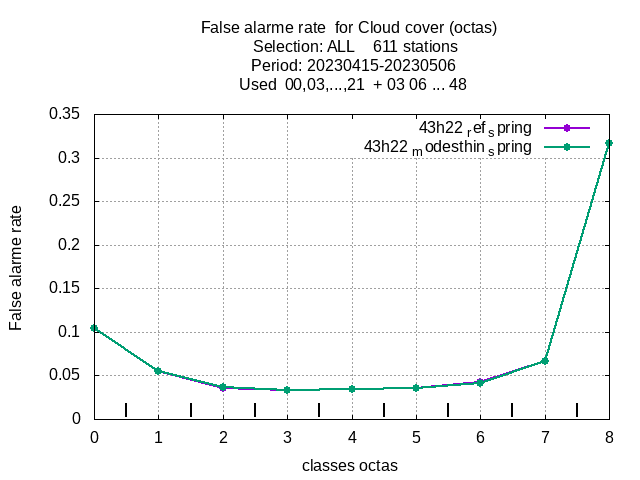 False alarme rate  for Cloud cover (octas)
Selection: ALL    611 stations
Period: 20230415-20230506
Used  00,03,...,21  + 03 06 ... 48
43h22 ref spring
43h22 modesthin spring
0.35
0.3
0.25
0.2
0.15
0.1
0.05
0
False alarme rate
0 1 2 3 4 5 6 7 8
classes octas